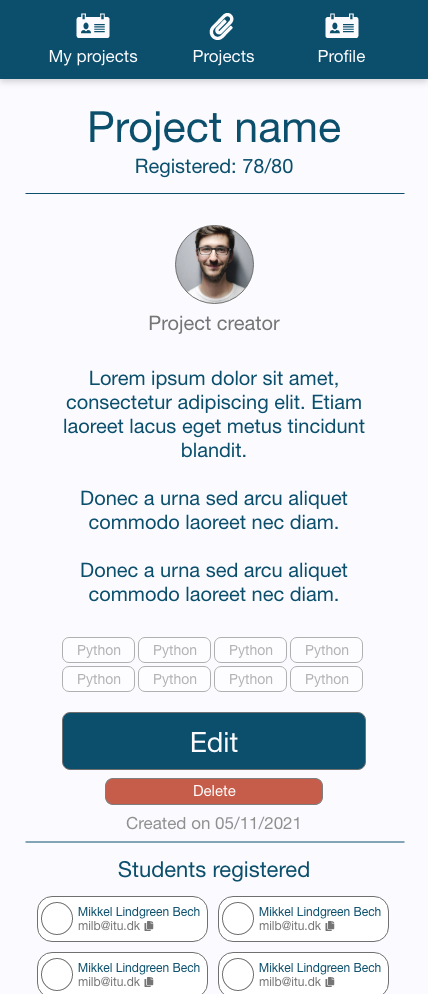 My projects Projects Profile
Project name
Registered: 78/80
Project creator
Lorem ipsum dolor sit amet,
consectetur adipiscing elit. Etiam
laoreet lacus eget metus tincidunt
blandit.
Donec a urna sed arcu aliquet
commodo laoreet nec diam.
Donec a urna sed arcu aliquet
commodo laoreet nec diam.
Python Python Python Python
Python Python Python Python
Edit
Delete
Created on 05/11/2021
Students registered
Mikkel Lindgreen Bech Mikkel Lindgreen Bech
milb@itu.dk milb@itu.dk
Mikkel Lindgreen Bech Mikkel Lindgreen Bech
milb@itu.dk milb@itu.dk